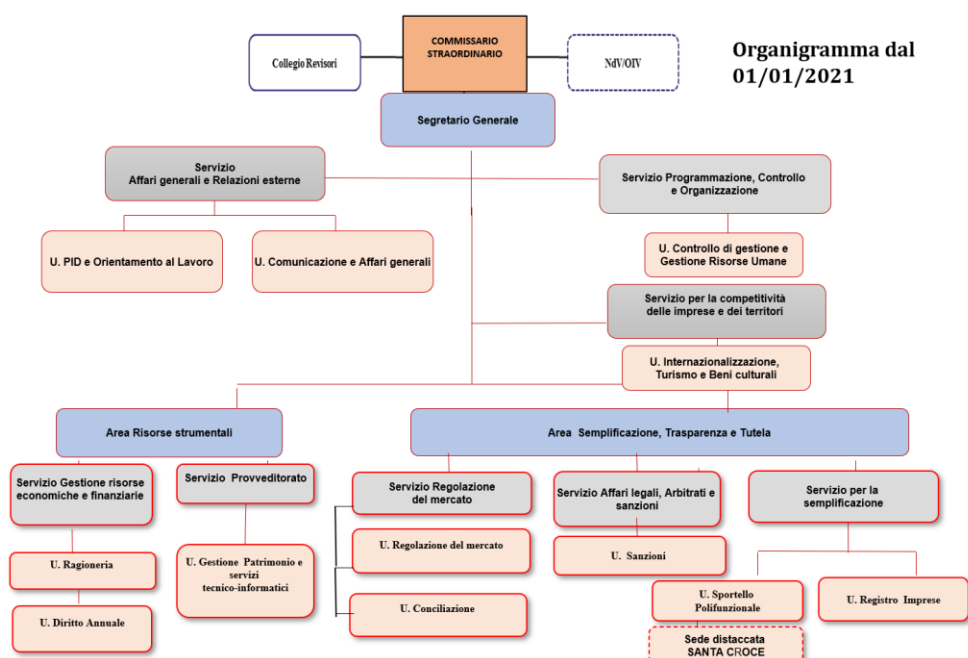 COMMISSARIO
STRAORDINARIO
Collegio Revisori
NdV/OIV
Organigramma dal
01/01/2021
Segretario Generale
Servizio
Affari generali e Relazioni esterne
Servizio Programmazione, Controllo
e Organizzazione
U. PID e Orientamento al Lavoro
U. Comunicazione e Affari generali
U. Controllo di gestione e
Gestione Risorse Umane
Servizio per la competitività
delle imprese e dei territori
U. Internazionalizzazione,
Turismo e Beni culturali
Area Risorse strumentali
Area Semplificazione, Trasparenza e Tutela
Servizio Gestione risorse
economiche e finanziarie
Servizio Provveditorato
Servizio Regolazione
del mercato
Servizio Affari legali, Arbitrati e
sanzioni
Servizio per la
semplificazione
U. Ragioneria
U. Gestione Patrimonio e
servizi
tecnico-informatici
U. Regolazione del mercato
U. Sanzioni
U. Diritto Annuale
U. Conciliazione
U. Sportello
Polifunzionale
U. Registro Imprese
Sede distaccata
SANTA CROCE